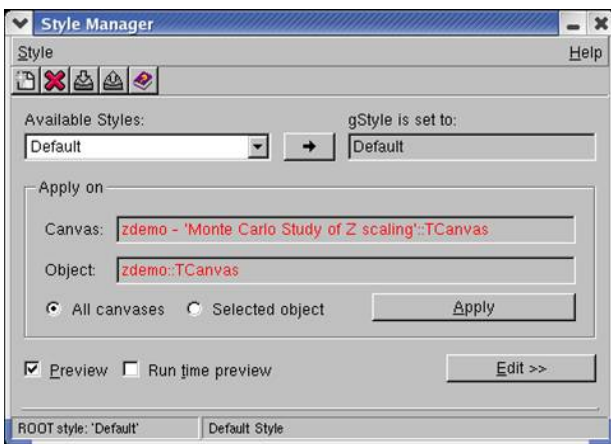 Style Manager
Style Help
Available Styles: gStyle is set to:
Default Default
Apply on
Canvas: zdemo - 'Monte Carlo Study of Z scaling'::TCanvas
Object: zdemo::TCanvas
All canvases Selected object Apply
Preview Run time preview Edit >>
ROOT style: 'Default' Default Style